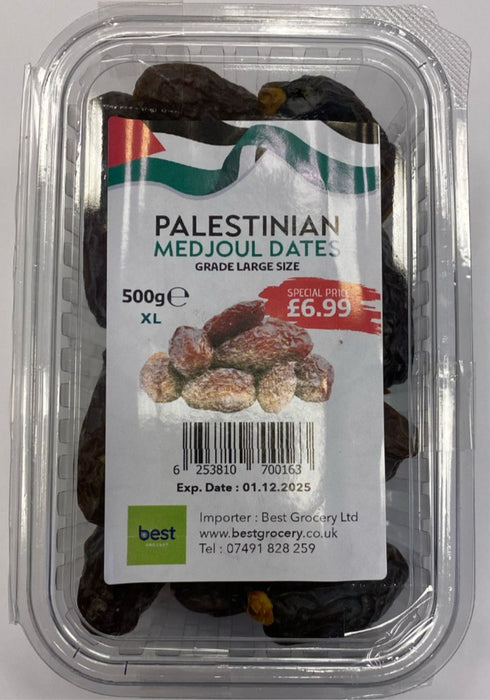 PALESTINIAN
MEDJOUL DATES
GRADE LARGE SIZE
500g℮
XL
SPECIAL PRICE
£6.99
6 253810 700163
Exp. Date : 01.12.2025
best
GROCERY
Importer : Best Grocery Ltd
www.bestgrocery.co.uk
Tel : 07491 828 259